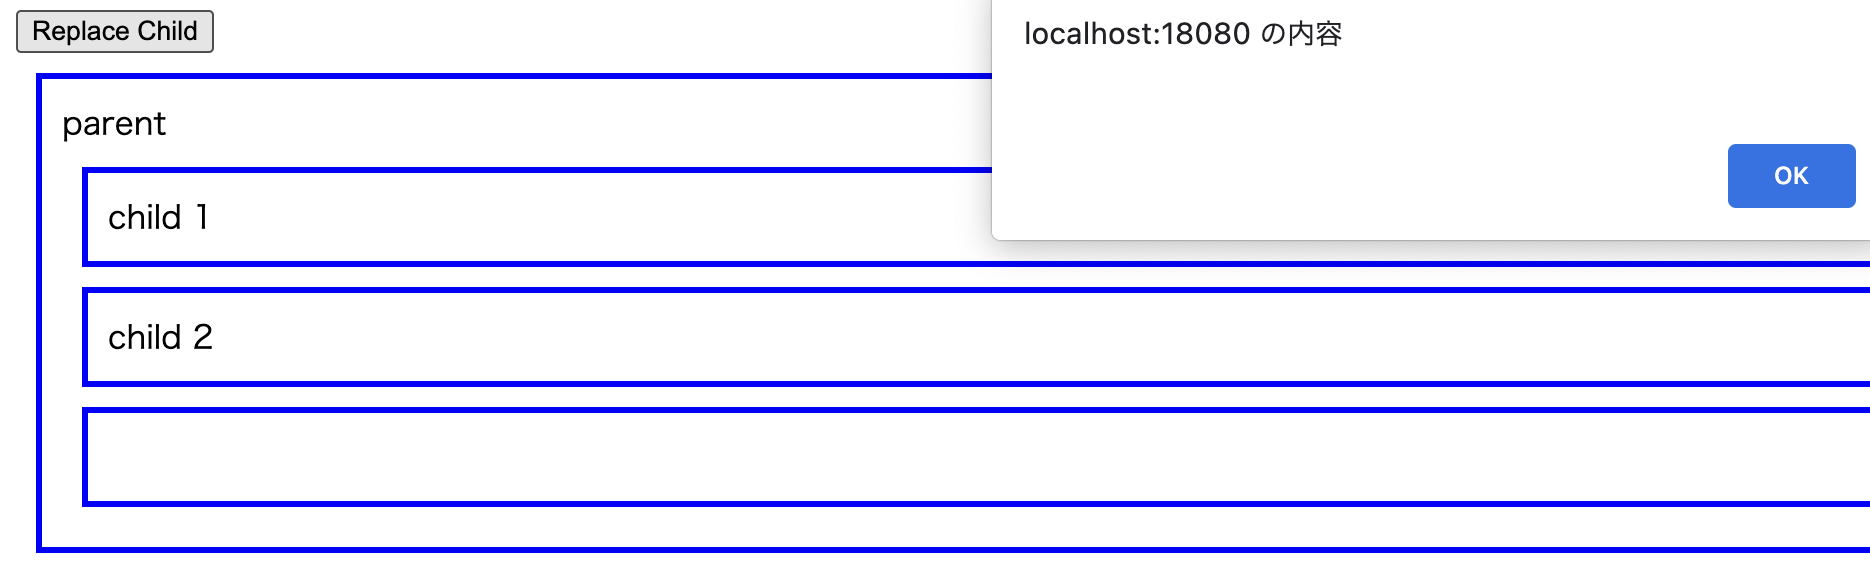 Replace Child
localhost:18080 の内容
OK
parent
child 1
child 2